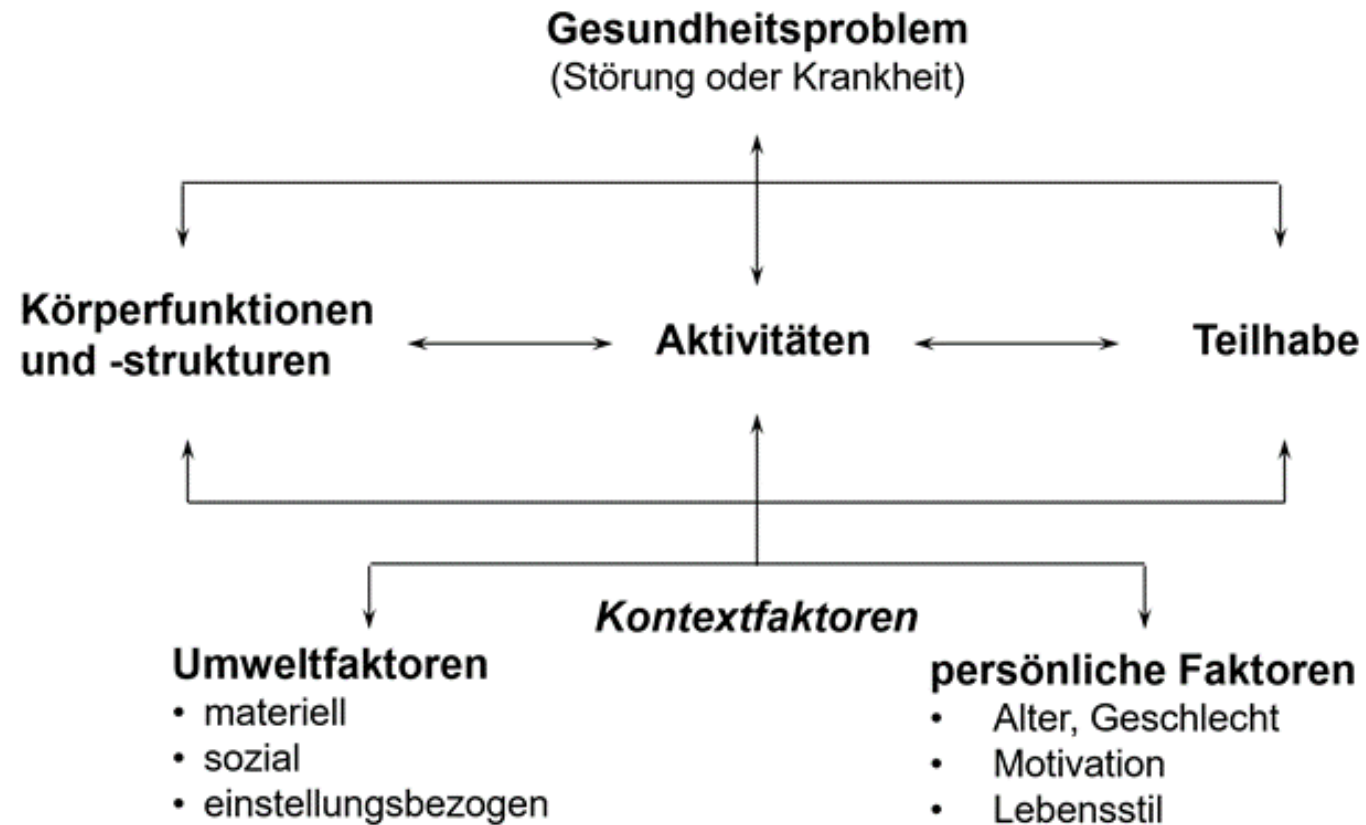 Gesundheitsproblem
(Störung oder Krankheit)
Körperfunktionen
und -strukturen
Aktivitäten
Teilhabe
Kontextfaktoren
Umweltfaktoren
• materiell
• sozial
• einstellungsbezogen
persönliche Faktoren
• Alter, Geschlecht
• Motivation
• Lebensstil